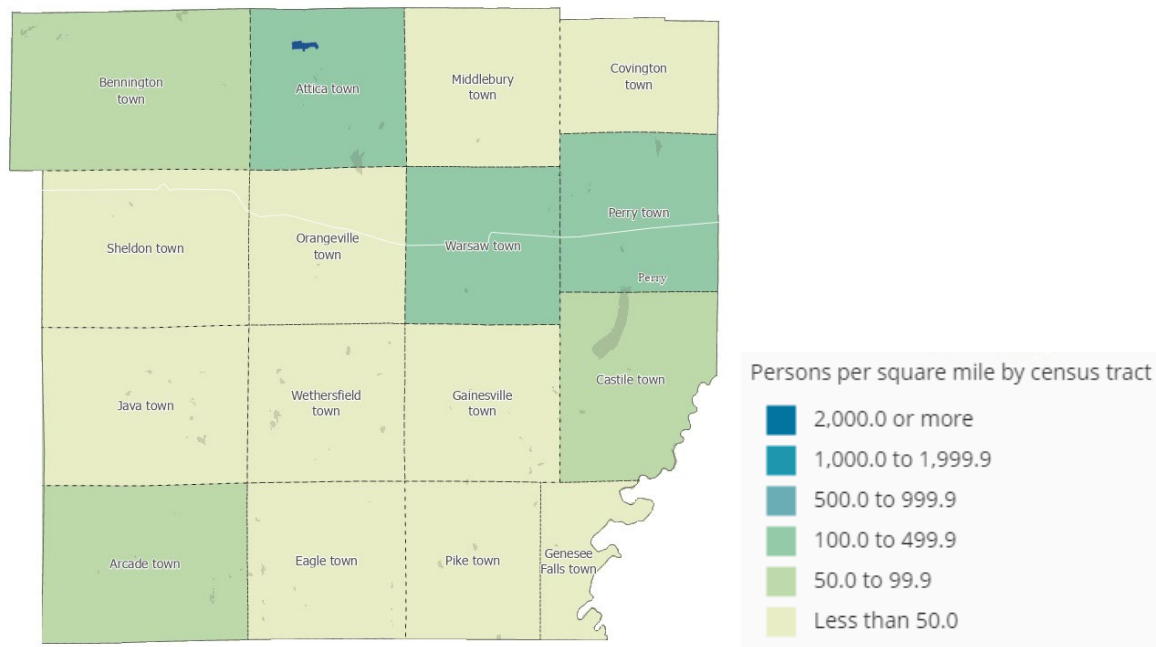 Bennington
town
Attica town
Middlebury
town
Covington
town
Sheldon town
Orangeville
town
Warsaw town
Perry town
Perry
Java town
Wethersfield
town
Gainesville
town
Castile town
Arcade town
Eagle town
Pike town
Genesee
Falls town
Persons per square mile by census tract
2,000.0 or more
1,000.0 to 1,999.9
500.0 to 999.9
100.0 to 499.9
50.0 to 99.9
Less than 50.0